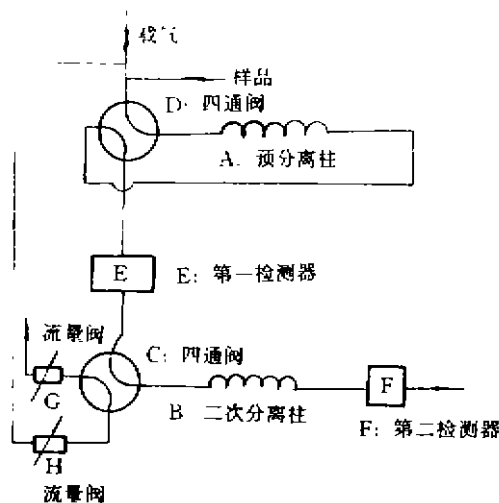 载气
样品
D: 四通阀
A. 预分离柱
E
E: 第一检测器
流量阀
C: 四通阀
G
F
B 二次分离柱
F: 第二检测器
H
流量阀